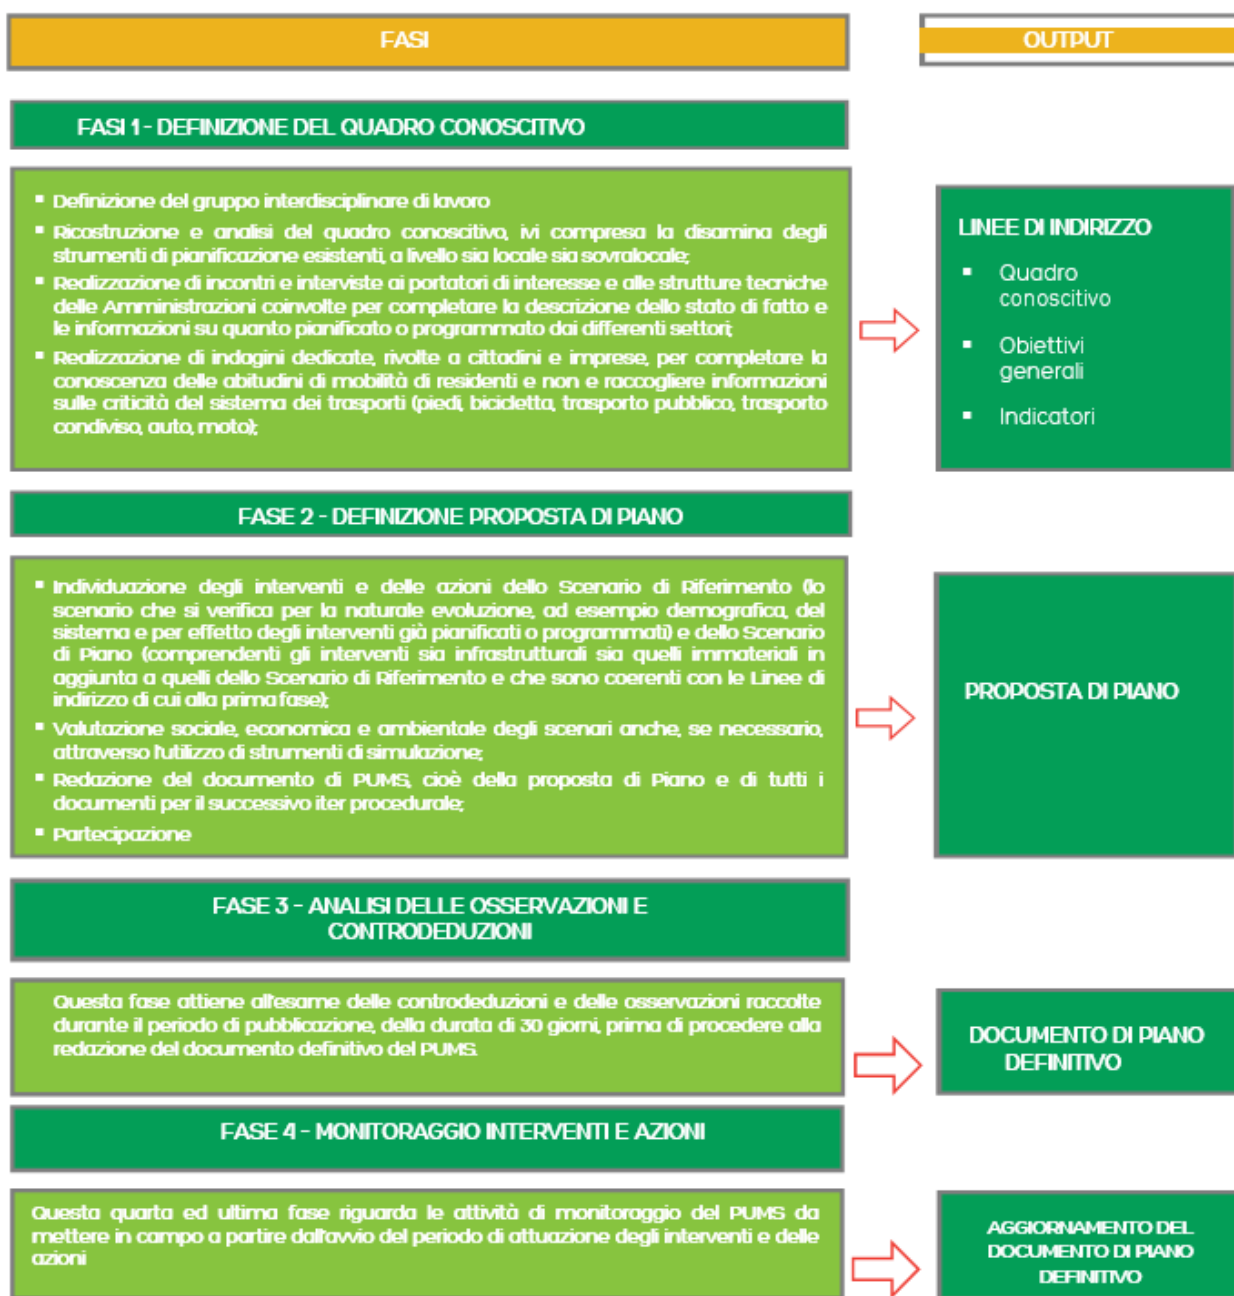 FASI
OUTPUT
FASI 1 - DEFINIZIONE DEL QUADRO CONOSCITIVO
▪ Definizione del gruppo interdisciplinare di lavoro
▪ Ricostruzione e analisi del quadro conoscitivo, ivi compresa la disamina degli
strumenti di pianificazione esistenti, a livello sia locale sia sovralocale;
▪ Realizzazione di incontri e interviste ai portatori di interesse e alle strutture tecniche
delle Amministrazioni coinvolte per completare la descrizione dello stato di fatto e
le informazioni su quanto pianificato o programmato dai differenti settori;
▪ Realizzazione di indagini dedicate, rivolte a cittadini e imprese, per completare la
conoscenza delle abitudini di mobilità di residenti e non e raccogliere informazioni
sulle criticità del sistema dei trasporti (piedi, bicicletta, trasporto pubblico, trasporto
condiviso, auto, moto);
LINEE DI INDIRIZZO
▪ Quadro
conoscitivo
▪ Obiettivi
generali
▪ Indicatori
FASE 2 - DEFINIZIONE PROPOSTA DI PIANO
▪ Individuazione degli interventi e delle azioni dello Scenario di Riferimento (lo
scenario che si verifica per la naturale evoluzione, ad esempio demografica, del
sistema e per effetto degli interventi già pianificati o programmati) e dello Scenario
di Piano (comprendenti gli interventi sia infrastrutturali sia quelli immateriali in
aggiunta a quelli dello Scenario di Riferimento e che sono coerenti con le Linee di
indirizzo di cui alla prima fase);
▪ Valutazione sociale, economica e ambientale degli scenari anche, se necessario,
attraverso l'utilizzo di strumenti di simulazione;
▪ Redazione del documento di PUMS, cioè della proposta di Piano e di tutti i
documenti per il successivo iter procedurale;
▪ Partecipazione
PROPOSTA DI PIANO
FASE 3 - ANALISI DELLE OSSERVAZIONI E
CONTRODEDUZIONI
Questa fase attiene all'esame delle controdeduzioni e delle osservazioni raccolte
durante il periodo di pubblicazione, della durata di 30 giorni, prima di procedere alla
redazione del documento definitivo del PUMS.
DOCUMENTO DI PIANO
DEFINITIVO
FASE 4 - MONITORAGGIO INTERVENTI E AZIONI
Questa quarta ed ultima fase riguarda le attività di monitoraggio del PUMS da
mettere in campo a partire dall'avvio del periodo di attuazione degli interventi e delle
azioni
AGGIORNAMENTO DEL
DOCUMENTO DI PIANO
DEFINITIVO